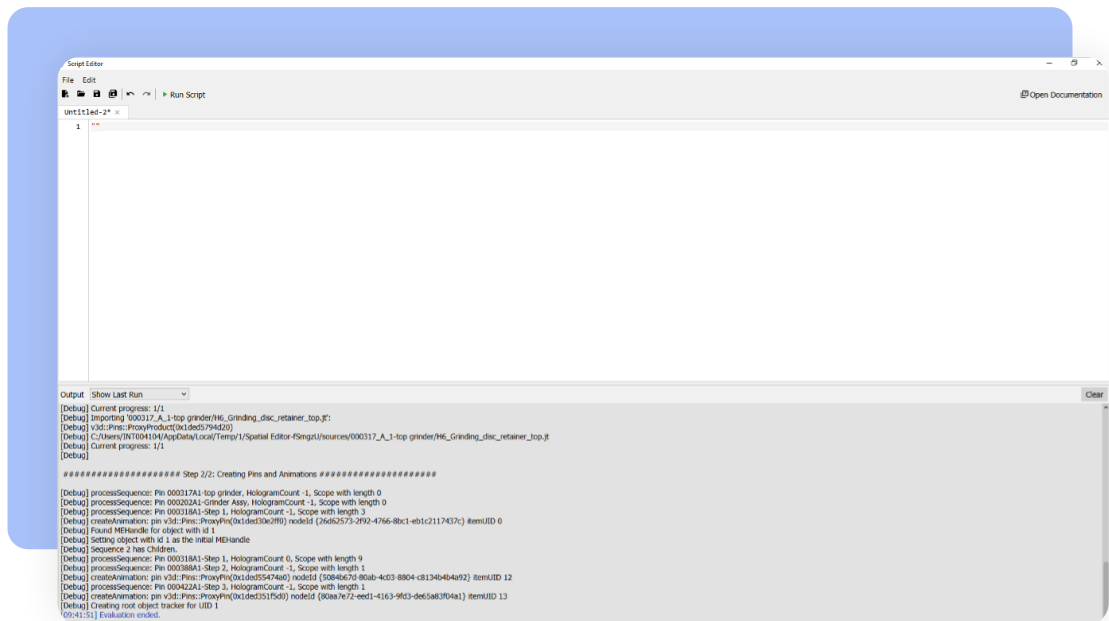 Script Editor
File Edit
Run Script Open Documentation
Untitled-2* ×
1 ""
Output Show Last Run Clear
[Debug] Current progress: 1/1
[Debug] Importing '000317_A_1-top grinder/H6_Grinding_disc_retainer_top.jt':
[Debug] v3d::Pins::ProxyProduct(0x1ded5794d20)
[Debug] C:/Users/INT004104/AppData/Local/Temp/1/Spatial Editor-fSmgzU/sources/000317_A_1-top grinder/H6_Grinding_disc_retainer_top.jt
[Debug] Current progress: 1/1
[Debug]
##################### Step 2/2: Creating Pins and Animations #####################
[Debug] processSequence: Pin 000317A1-top grinder, HologramCount -1, Scope with length 0
[Debug] processSequence: Pin 000202A1-Grinder Assy, HologramCount -1, Scope with length 0
[Debug] processSequence: Pin 000318A1-Step 1, HologramCount -1, Scope with length 3
[Debug] createAnimation: pin v3d::Pins::ProxyPin(0x1ded30e2ff0) nodeId {26d62573-2f92-4766-8bc1-eb1c2117437c} itemUID 0
[Debug] Found MEHandle for object with id 1
[Debug] Setting object with id 1 as the initial MEHandle
[Debug] Sequence 2 has Children.
[Debug] processSequence: Pin 000318A1-Step 1, HologramCount 0, Scope with length 9
[Debug] processSequence: Pin 000388A1-Step 2, HologramCount -1, Scope with length 1
[Debug] createAnimation: pin v3d::Pins::ProxyPin(0x1ded55474a0) nodeId {5084b67d-80ab-4c03-8804-c8134b4b4a92} itemUID 12
[Debug] processSequence: Pin 000422A1-Step 3, HologramCount -1, Scope with length 1
[Debug] createAnimation: pin v3d::Pins::ProxyPin(0x1ded351f5d0) nodeId {80aa7e72-eed1-4163-9fd3-de65a83f04a1} itemUID 13
[Debug] Creating root object tracker for UID 1
09:41:51] Evaluation ended.